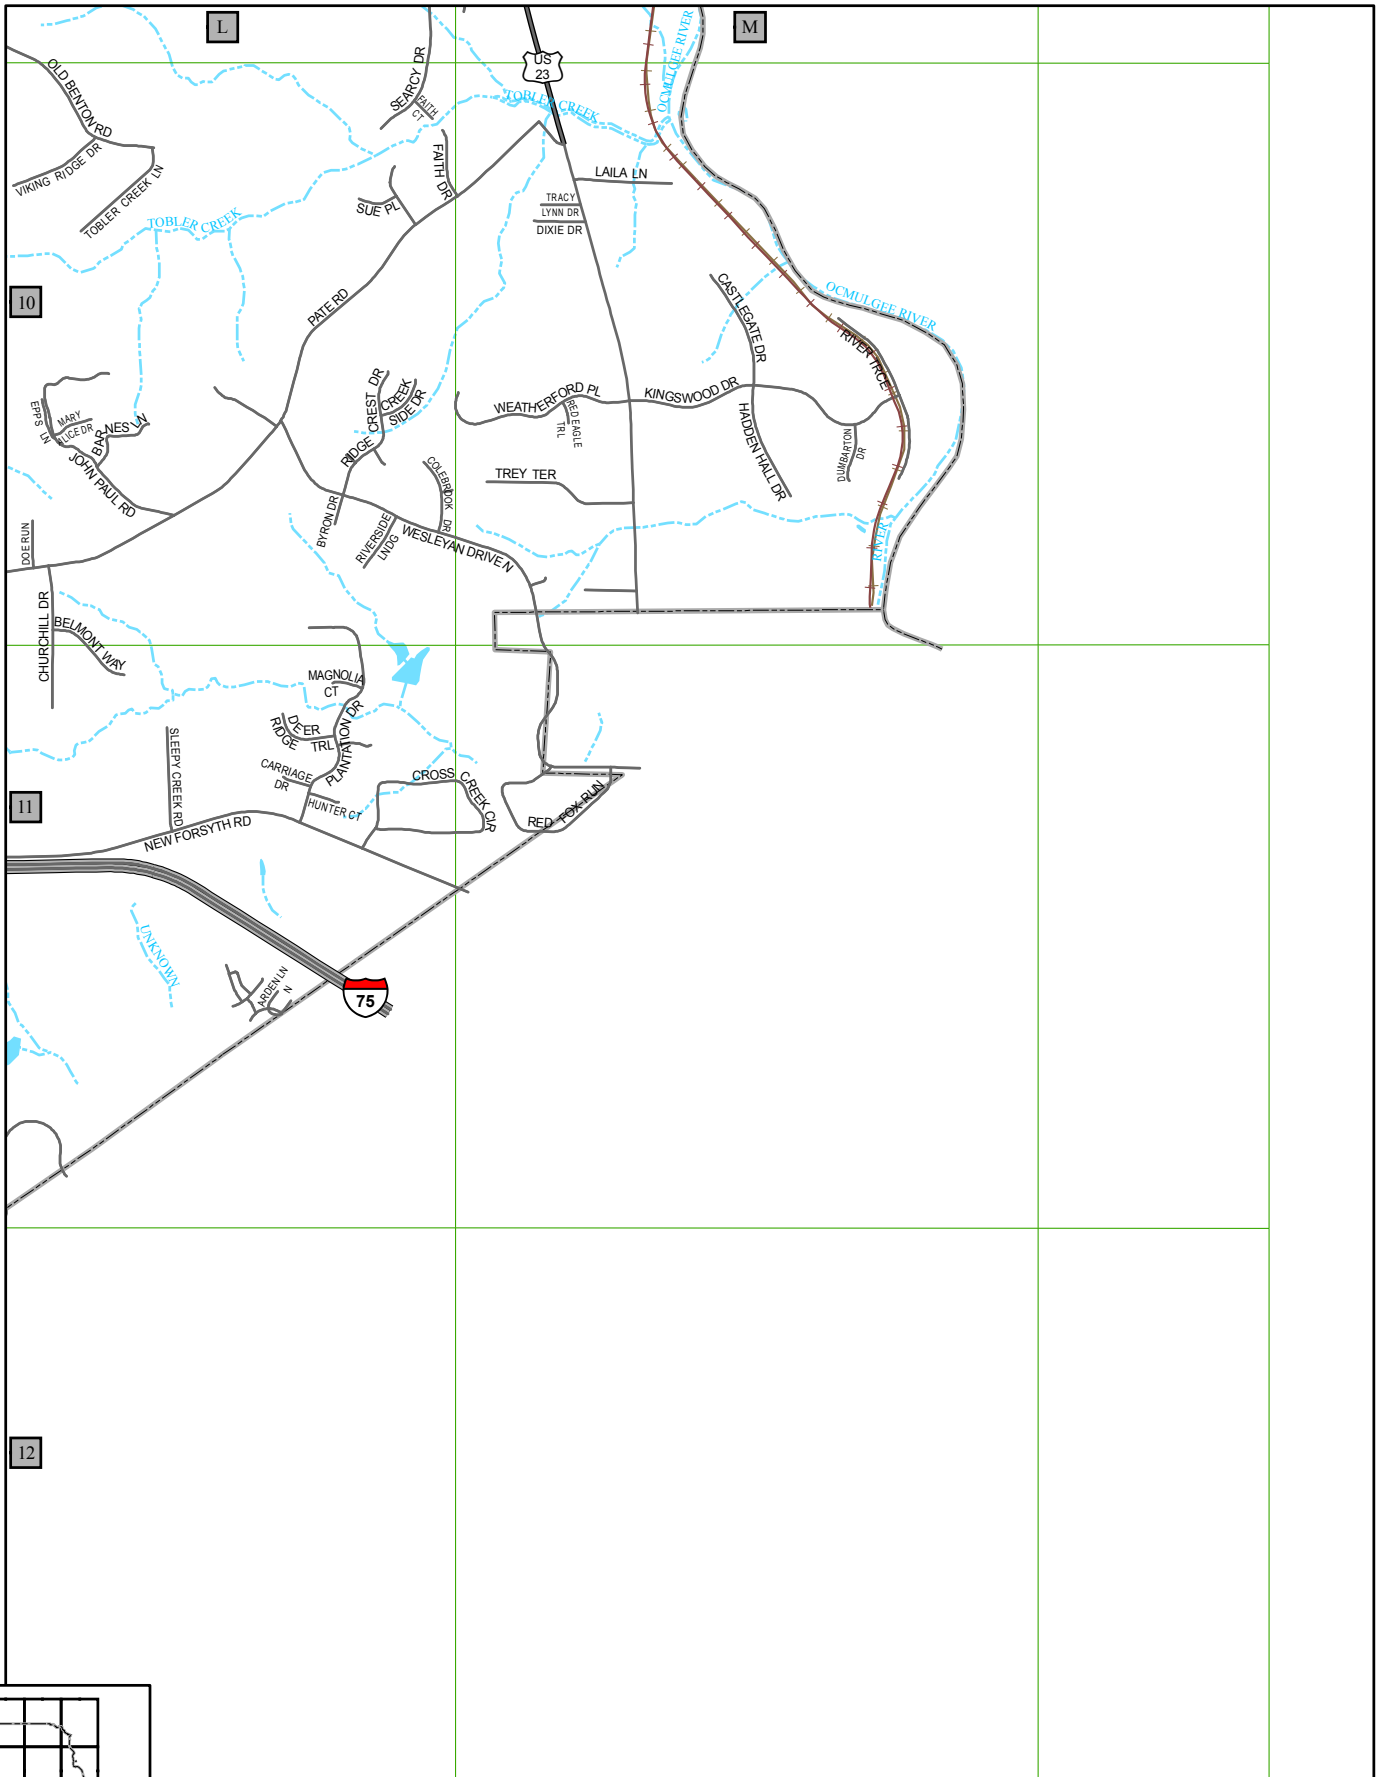 L
M
OCMULGEE RIVER
US
23
OLD BENTON RD
SEARCY DR
FAITH
CT
TOBLER CREEK
VIKING RIDGE DR
TOBLER CREEK LN
FAITH DR
LAILA LN
SUE PL
TRACY
LYNN DR
DIXIE DR
TOBLER CREEK
10
PATE RD
CASTLEGATE DR
OCMULGEE RIVER
RIVER TRCE
RIDGE CREST DR
CREEK
SIDE DR
WEATHERFORD PL
KINGSWOOD DR
RED EAGLE
TRL
HADDEN HALL DR
DUMBARTON
DR
EPPS LN
MARY
ALICE DR
BARNES LN
JOHN PAUL RD
COLEBROOK DR
TREY TER
BYRON DR
RIVERSIDE
LNDG
WESLEYAN DRIVE N
RIVER
DOE RUN
CHURCHILL DR
BELMONT WAY
MAGNOLIA
CT
DEER
RIDGE
TRL
PLANTATION DR
SLEEPY CREEK RD
CARRIAGE
DR
HUNTER CT
CROSS CREEK CIR
RED FOX RUN
11
NEW FORSYTH RD
UNKNOWN
ARDEN LN
N
75
12